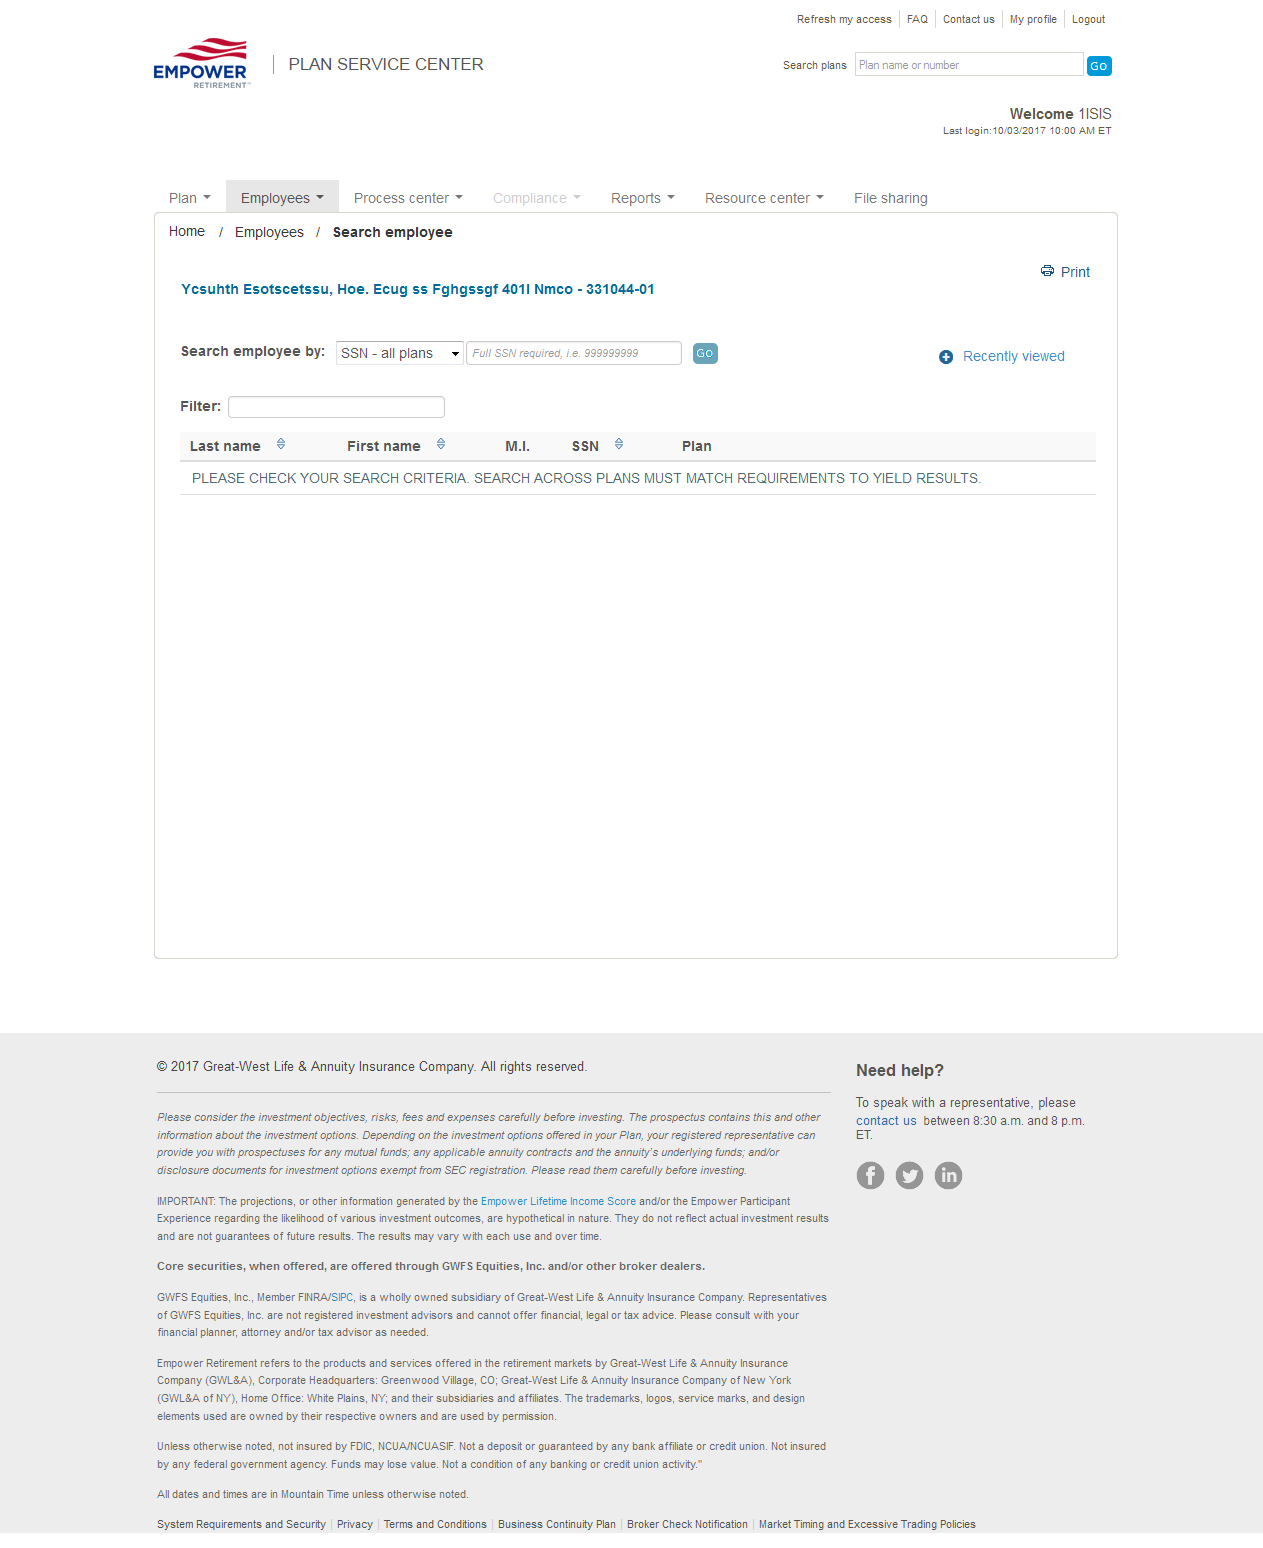 Refresh my access FAQ Contact us My profile Logout
EMPOWER
RETIREMENT™
PLAN SERVICE CENTER
Search plans Plan name or number Go
Welcome 1ISIS
Last login:10/03/2017 10:00 AM ET
Plan Employees Process center Compliance Reports Resource center File sharing
Home / Employees / Search employee
Print
Ycsuhth Esotscetssu, Hoe. Ecug ss Fghgssgf 401l Nmco - 331044-01
Search employee by: SSN - all plans Full SSN required, i.e. 999999999 Go
Recently viewed
Filter:
Last name First name M.I. SSN Plan
PLEASE CHECK YOUR SEARCH CRITERIA. SEARCH ACROSS PLANS MUST MATCH REQUIREMENTS TO YIELD RESULTS.
© 2017 Great-West Life & Annuity Insurance Company. All rights reserved.
Please consider the investment objectives, risks, fees and expenses carefully before investing. The prospectus contains this and other
information about the investment options. Depending on the investment options offered in your Plan, your registered representative can
provide you with prospectuses for any mutual funds; any applicable annuity contracts and the annuity's underlying funds; and/or
disclosure documents for investment options exempt from SEC registration. Please read them carefully before investing.
IMPORTANT: The projections, or other information generated by the Empower Lifetime Income Score and/or the Empower Participant
Experience regarding the likelihood of various investment outcomes, are hypothetical in nature. They do not reflect actual investment results
and are not guarantees of future results. The results may vary with each use and over time.
Core securities, when offered, are offered through GWFS Equities, Inc. and/or other broker dealers.
GWFS Equities, Inc., Member FINRA/SIPC, is a wholly owned subsidiary of Great-West Life & Annuity Insurance Company. Representatives
of GWFS Equities, Inc. are not registered investment advisors and cannot offer financial, legal or tax advice. Please consult with your
financial planner, attorney and/or tax advisor as needed.
Empower Retirement refers to the products and services offered in the retirement markets by Great-West Life & Annuity Insurance
Company (GWL&A), Corporate Headquarters: Greenwood Village, CO; Great-West Life & Annuity Insurance Company of New York
(GWL&A of NY), Home Office: White Plains, NY; and their subsidiaries and affiliates. The trademarks, logos, service marks, and design
elements used are owned by their respective owners and are used by permission.
Unless otherwise noted, not insured by FDIC, NCUA/NCUASIF. Not a deposit or guaranteed by any bank affiliate or credit union. Not insured
by any federal government agency. Funds may lose value. Not a condition of any banking or credit union activity."
All dates and times are in Mountain Time unless otherwise noted.
System Requirements and Security | Privacy | Terms and Conditions | Business Continuity Plan | Broker Check Notification | Market Timing and Excessive Trading Policies
Need help?
To speak with a representative, please
contact us between 8:30 a.m. and 8 p.m.
ET.